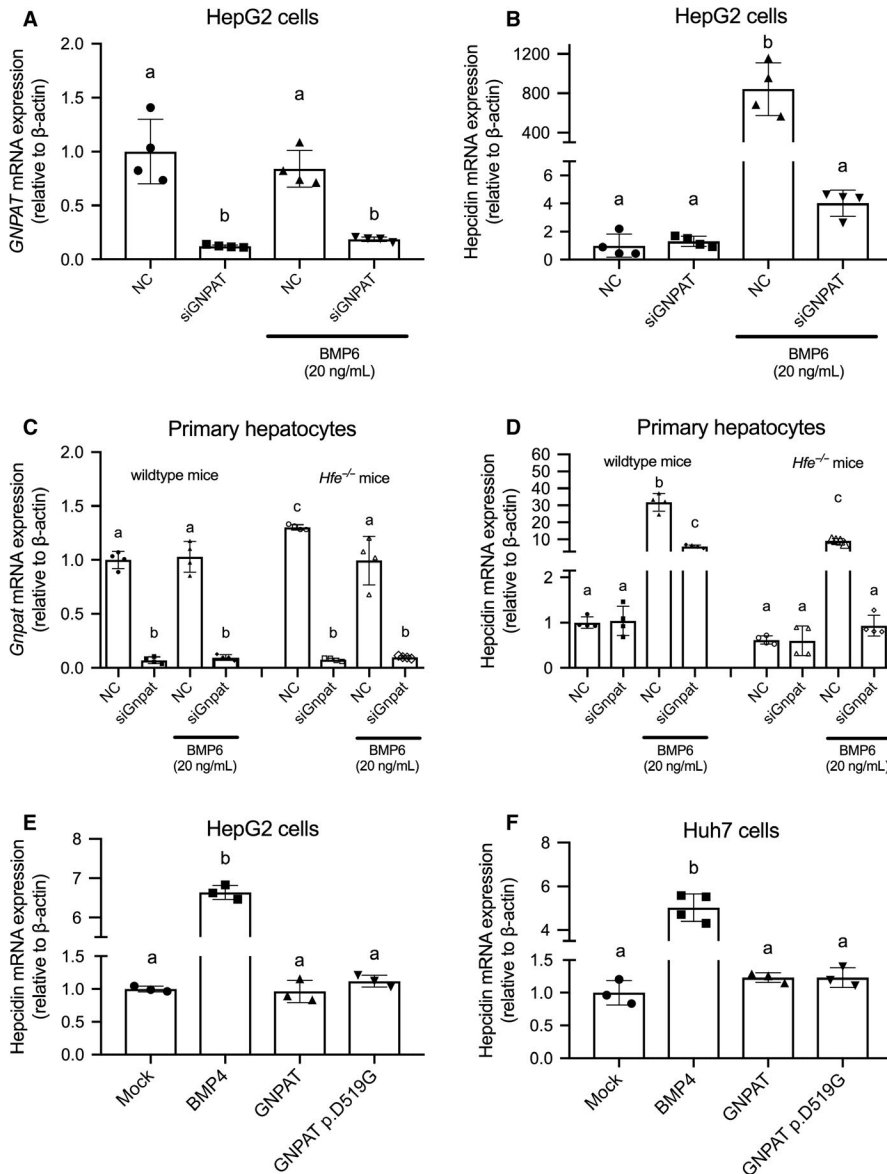 A
HepG2 cells
GNPAT mRNA expression
(relative to β-actin)
2.0
1.5
1.0
0.5
0.0
a
b
a
b
NC
siGNPAT
NC
siGNPAT
BMP6
(20 ng/mL)
B
HepG2 cells
Hepcidin mRNA expression
(relative to β-actin)
1200
800
400
6
4
2
0
a
a
b
a
NC
siGNPAT
NC
siGNPAT
BMP6
(20 ng/mL)
C
Primary hepatocytes
Gnpat mRNA expression
(relative to β-actin)
2.0
1.5
1.0
0.5
0.0
wildtype mice
Hfe–/– mice
a
b
a
b
c
b
a
b
NC
siGnpat
NC
siGnpat
NC
siGnpat
NC
siGnpat
BMP6
(20 ng/mL)
BMP6
(20 ng/mL)
D
Primary hepatocytes
Hepcidin mRNA expression
(relative to β-actin)
60
50
40
30
20
10
2
1
0
wildtype mice
Hfe–/– mice
a
a
b
c
a
a
c
a
NC
siGnpat
NC
siGnpat
NC
siGnpat
NC
siGnpat
BMP6
(20 ng/mL)
BMP6
(20 ng/mL)
E
HepG2 cells
Hepcidin mRNA expression
(relative to β-actin)
8
7
6
1.5
1.0
0.5
0.0
a
b
a
a
Mock
BMP4
GNPAT
GNPAT p.D519G
F
Huh7 cells
Hepcidin mRNA expression
(relative to β-actin)
8
6
4
1.5
1.0
0.5
0.0
a
b
a
a
Mock
BMP4
GNPAT
GNPAT p.D519G